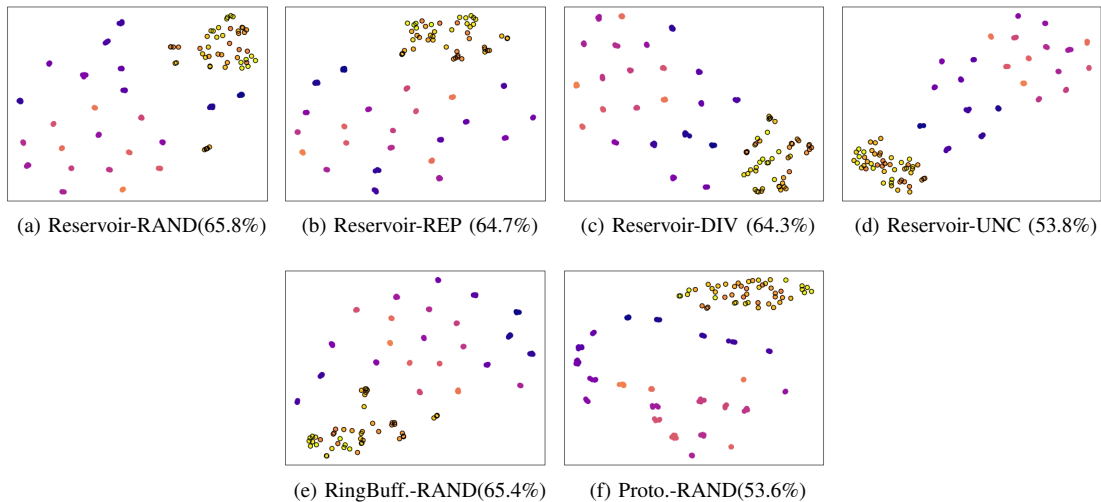 (a) Reservoir-RAND(65.8%)
(b) Reservoir-REP (64.7%)
(c) Reservoir-DIV (64.3%)
(d) Reservoir-UNC (53.8%)
(e) RingBuff.-RAND(65.4%)
(f) Proto.-RAND(53.6%)